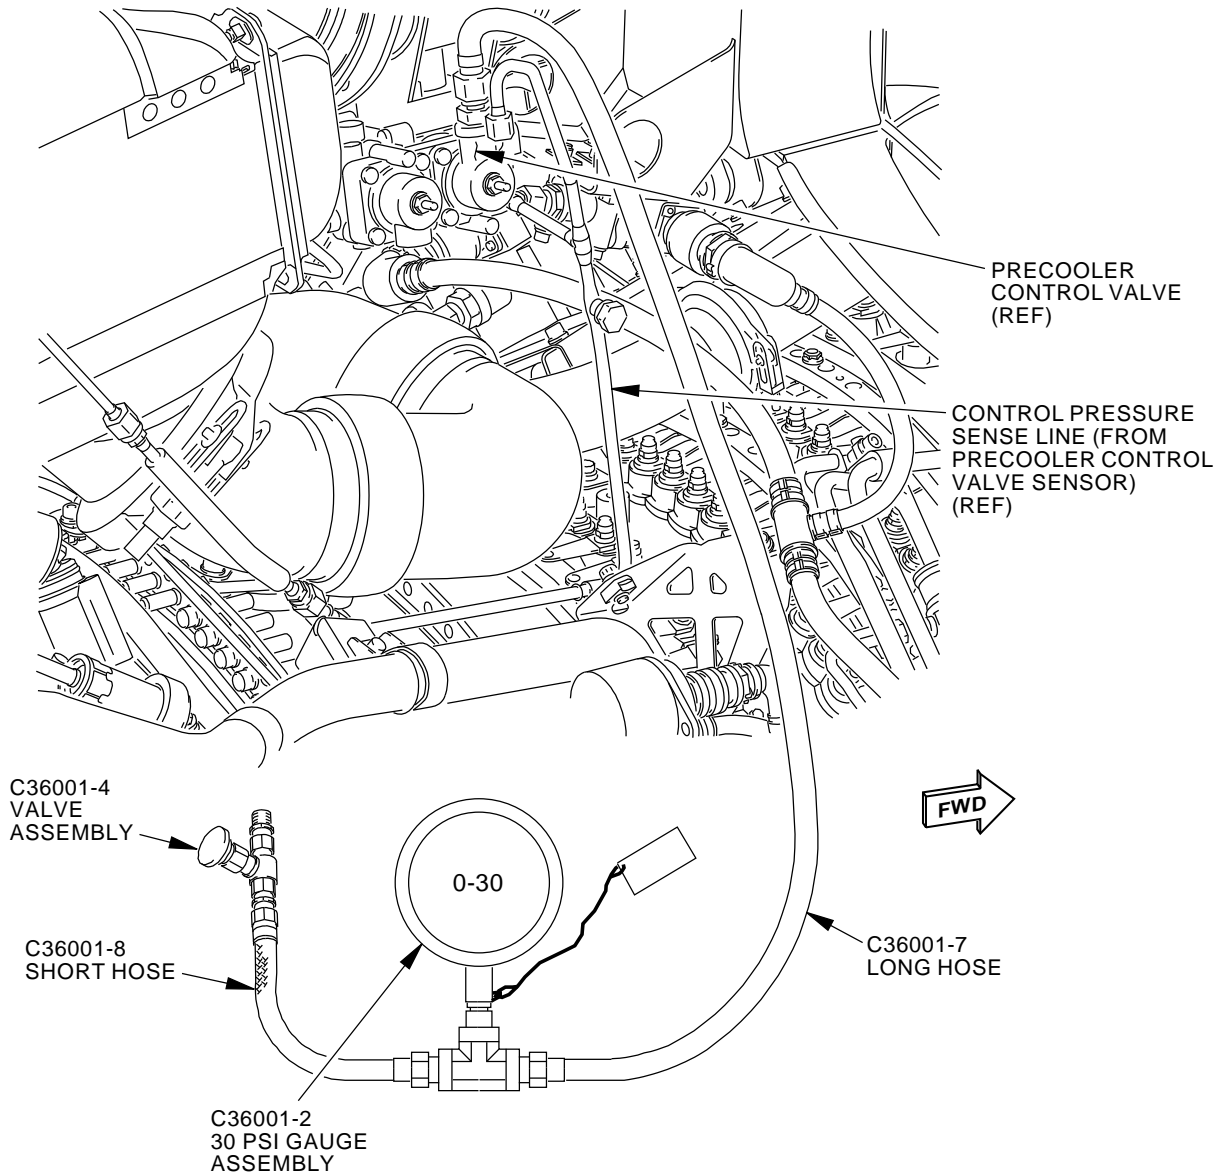 PRECOOLER
CONTROL VALVE
(REF)
CONTROL PRESSURE
SENSE LINE (FROM
PRECOOLER CONTROL
VALVE SENSOR)
(REF)
C36001-4
VALVE
ASSEMBLY
FWD
0-30
C36001-8
SHORT HOSE
C36001-7
LONG HOSE
C36001-2
30 PSI GAUGE
ASSEMBLY